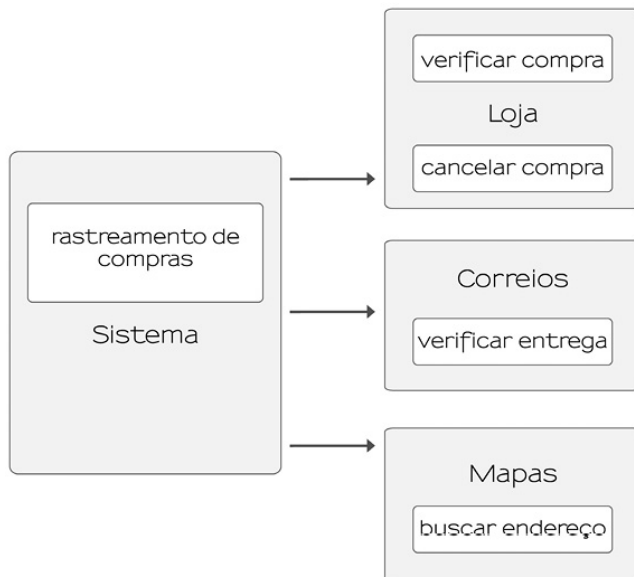 rastreamento de
compras
Sistema
verificar compra
Loja
cancelar compra
Correios
verificar entrega
Mapas
buscar endereço